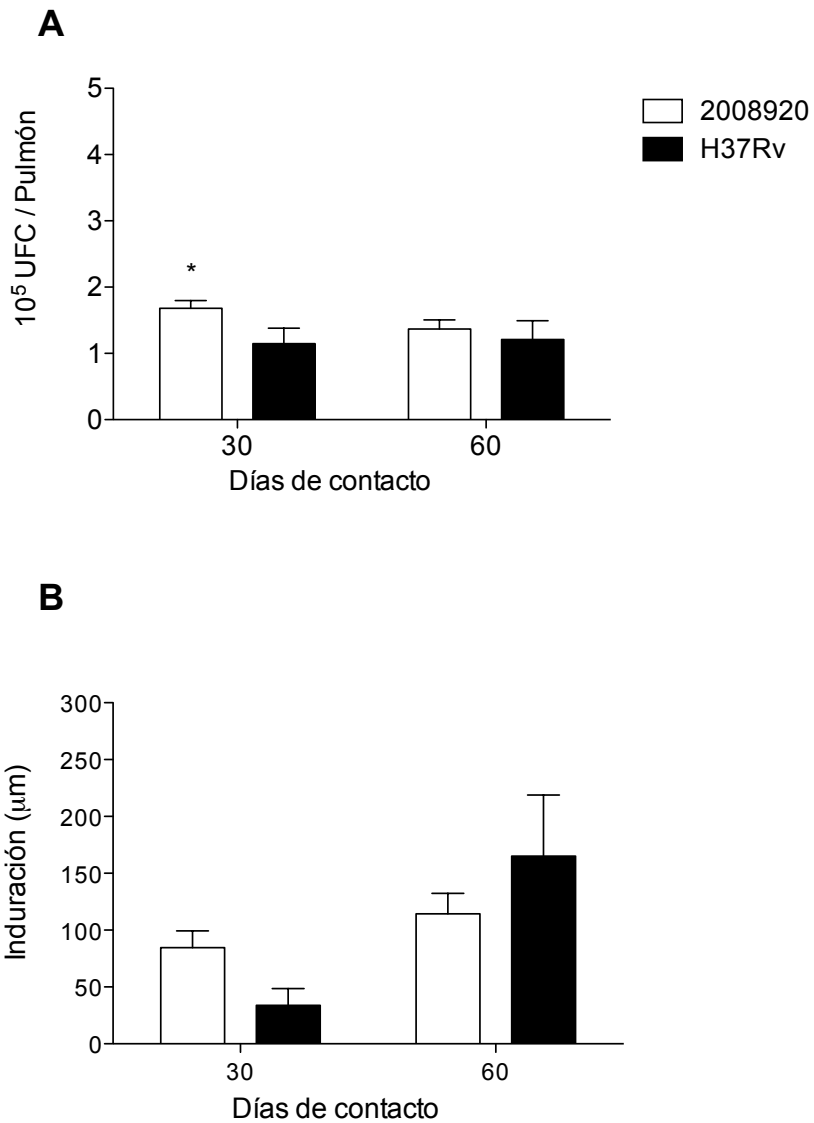 A
10⁵ UFC / Pulmón
5
4
3
2
1
0
*
30
60
Días de contacto
2008920
H37Rv
B
Induración (μm)
300
250
200
150
100
50
0
30
60
Días de contacto